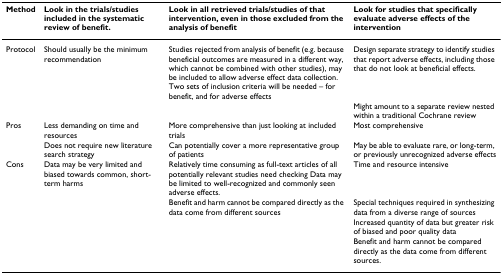 Method Look in the trials/studies Look in all retrieved trials/studies of that Look for studies that specifically
included in the systematic intervention, even in those excluded from the evaluate adverse effects of the
review of benefit. analysis of benefit intervention
Protocol Should usually be the minimum Studies rejected from analysis of benefit (e.g. because Design separate strategy to identify studies
recommendation beneficial outcomes are measured in a different way, that report adverse effects, including those
which cannot be combined with other studies), may that do not look at beneficial effects.
be included to allow adverse effect data collection.
Two sets of inclusion criteria will be needed – for
benefit, and for adverse effects
Might amount to a separate review nested
within a traditional Cochrane review
Pros Less demanding on time and More comprehensive than just looking at included Most comprehensive
resources trials
Does not require new literature Can potentially cover a more representative group May be able to evaluate rare, or long-term,
search strategy of patients or previously unrecognized adverse effects
Cons Data may be very limited and Relatively time consuming as full-text articles of all Time and resource intensive
biased towards common, short- potentially relevant studies need checking Data may
term harms be limited to well-recognized and commonly seen
adverse effects.
Benefit and harm cannot be compared directly as the Special techniques required in synthesizing
data come from different sources data from a diverse range of sources
Increased quantity of data but greater risk
of biased and poor quality data
Benefit and harm cannot be compared
directly as the data come from different
sources.